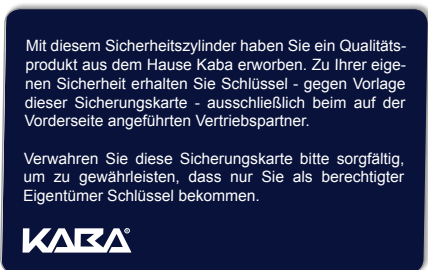 Mit diesem Sicherheitszylinder haben Sie ein Qualitäts-
produkt aus dem Hause Kaba erworben. Zu Ihrer eige-
nen Sicherheit erhalten Sie Schlüssel - gegen Vorlage
dieser Sicherungskarte - ausschließlich beim auf der
Vorderseite angeführten Vertriebspartner.
Verwahren Sie diese Sicherungskarte bitte sorgfältig,
um zu gewährleisten, dass nur Sie als berechtigter
Eigentümer Schlüssel bekommen.
KABA®